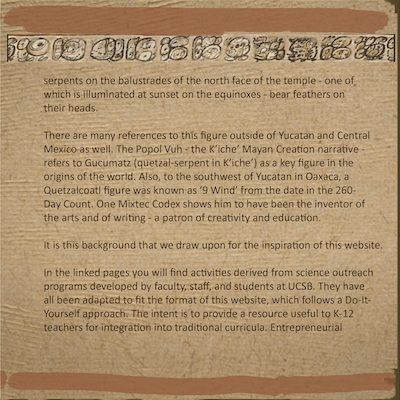 serpents on the balustrades of the north face of the temple - one of
which is illuminated at sunset on the equinoxes - bear feathers on
their heads.
There are many references to this figure outside of Yucatan and Central
Mexico as well. The Popol Vuh - the K'iche' Mayan Creation narrative -
refers to Gucumatz (quetzal-serpent in K'iche') as a key figure in the
origins of the world. Also, to the southwest of Yucatan in Oaxaca, a
Quetzalcoatl figure was known as '9 Wind' from the date in the 260-
Day Count. One Mixtec Codex shows him to have been the inventor of
the arts and of writing - a patron of creativity and education.
It is this background that we draw upon for the inspiration of this website.
In the linked pages you will find activities derived from science outreach
programs developed by faculty, staff, and students at UCSB. They have
all been adapted to fit the format of this website, which follows a Do-It-
Yourself approach. The intent is to provide a resource useful to K-12
teachers for integration into traditional curricula. Entrepreneurial